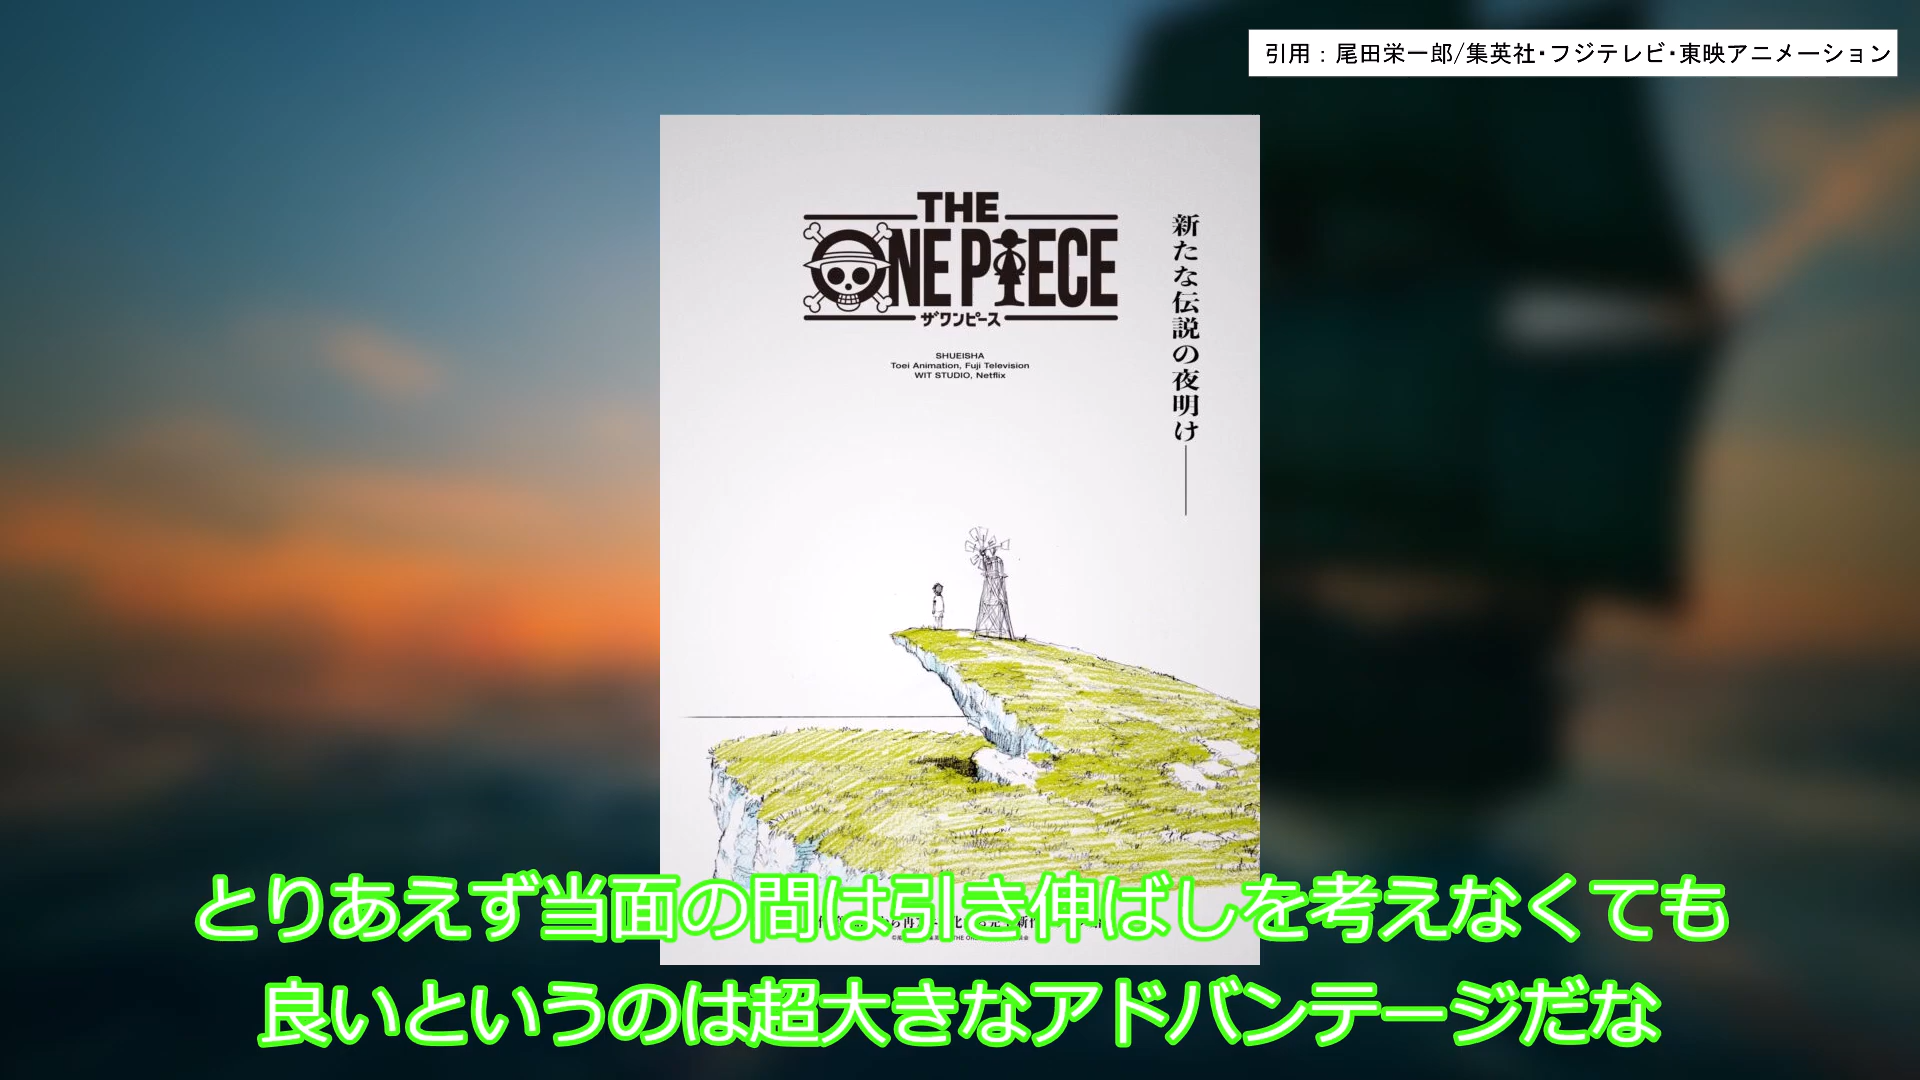 引用：尾田栄一郎/集英社・フジテレビ・東映アニメーション
THE
ONE PIECE
ザワンピース
新たな伝説の夜明け――
SHUEISHA
Toei Animation, Fuji Television
WIT STUDIO, Netflix
とりあえず当面の間は引き伸ばしを考えなくても
良いというのは超大きなアドバンテージだな